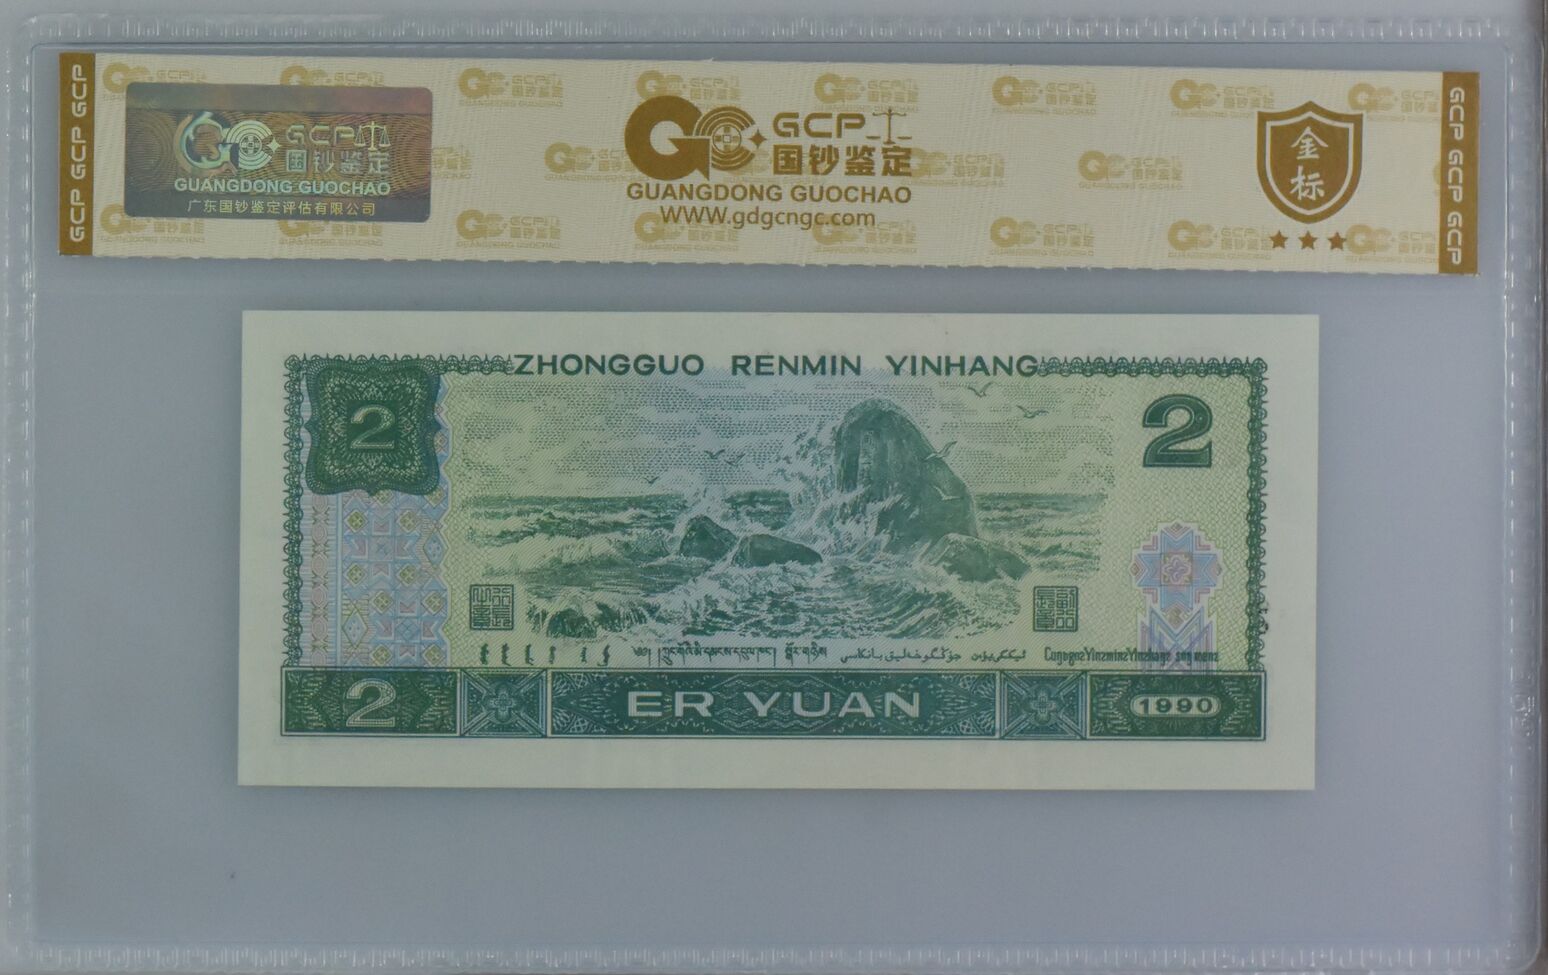 GCP GCP GCP
GCP
国钞鉴定
GUANGDONG GUOCHAO
广东国钞鉴定评估有限公司
GCP
国钞鉴定
GUANGDONG GUOCHAO
WWW.gdgcngc.com
金
标
GCP GCP GCP
ZHONGGUO RENMIN YINHANG
2
2
2
ER YUAN
1990